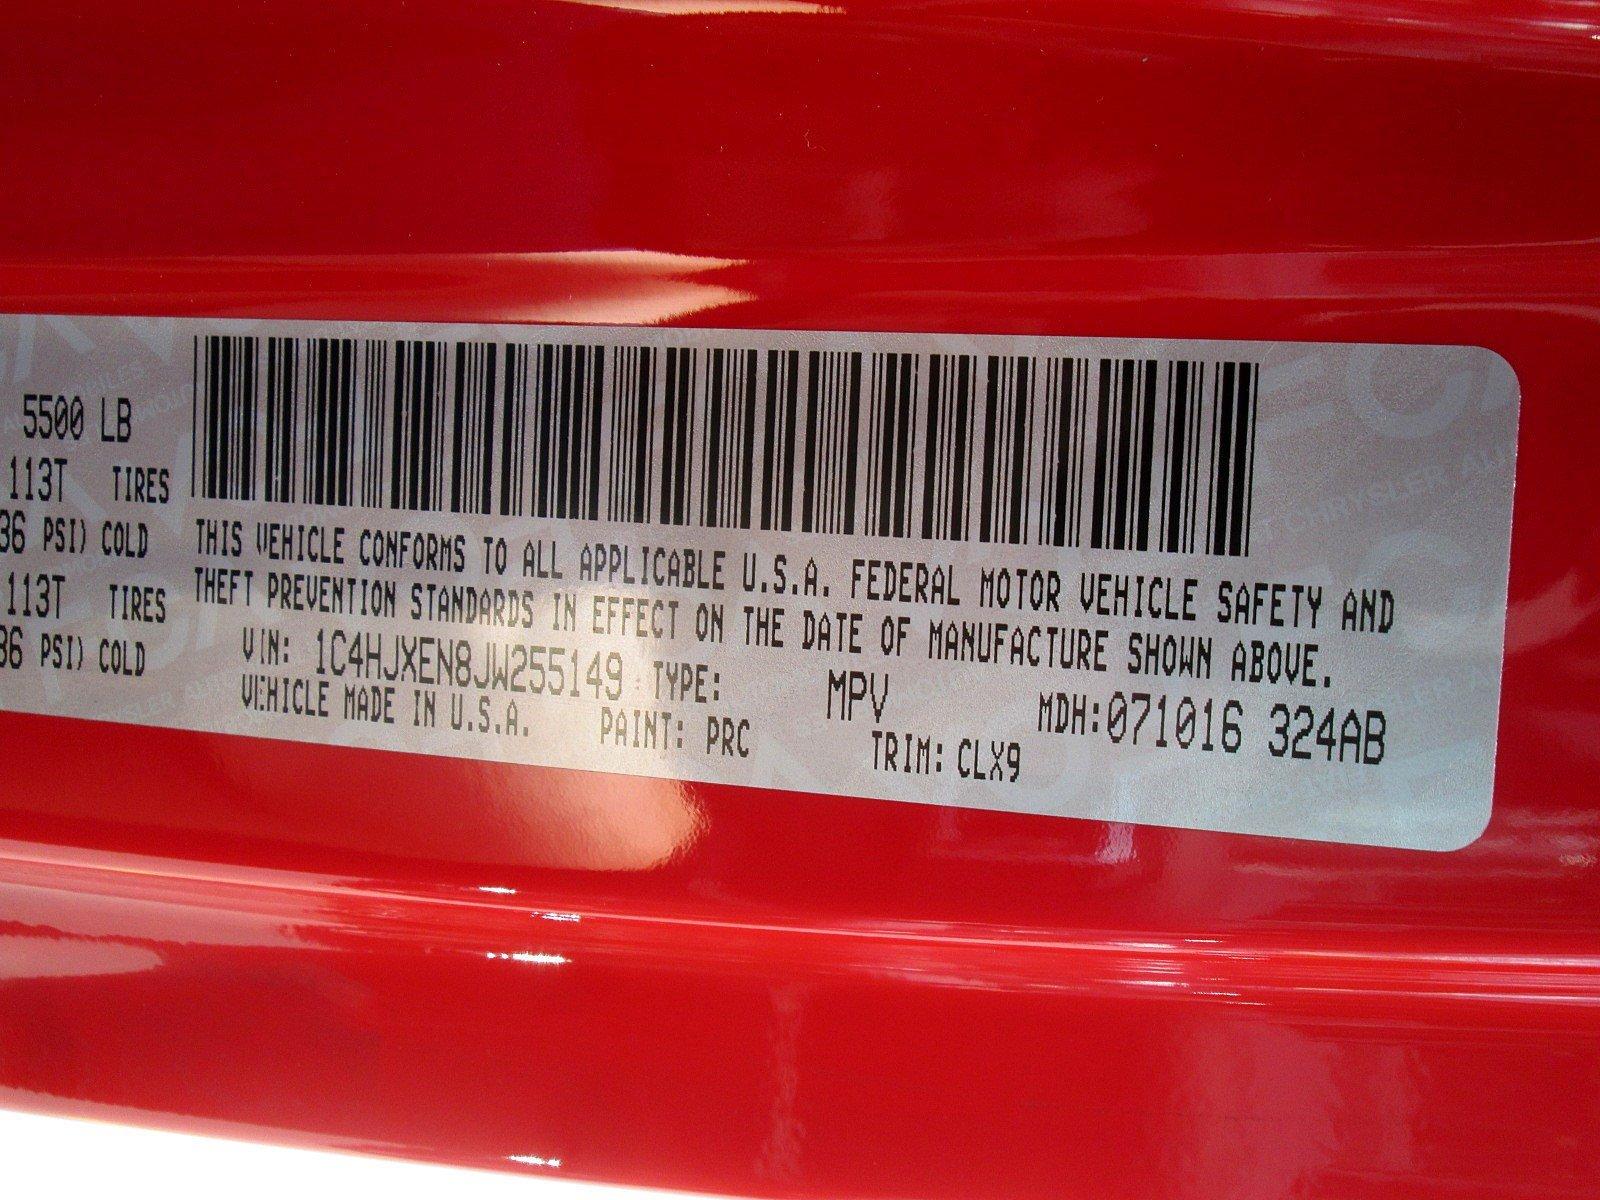 5500 LB
113T TIRES
36 PSI) COLD
113T TIRES
36 PSI) COLD
THIS VEHICLE CONFORMS TO ALL APPLICABLE U.S.A. FEDERAL MOTOR VEHICLE SAFETY AND
THEFT PREVENTION STANDARDS IN EFFECT ON THE DATE OF MANUFACTURE SHOWN ABOVE.
VIN: 1C4HJXEN8JW255149 TYPE: MPV MDH:071016 324AB
VEHICLE MADE IN U.S.A. PAINT: PRC TRIM: CLX9